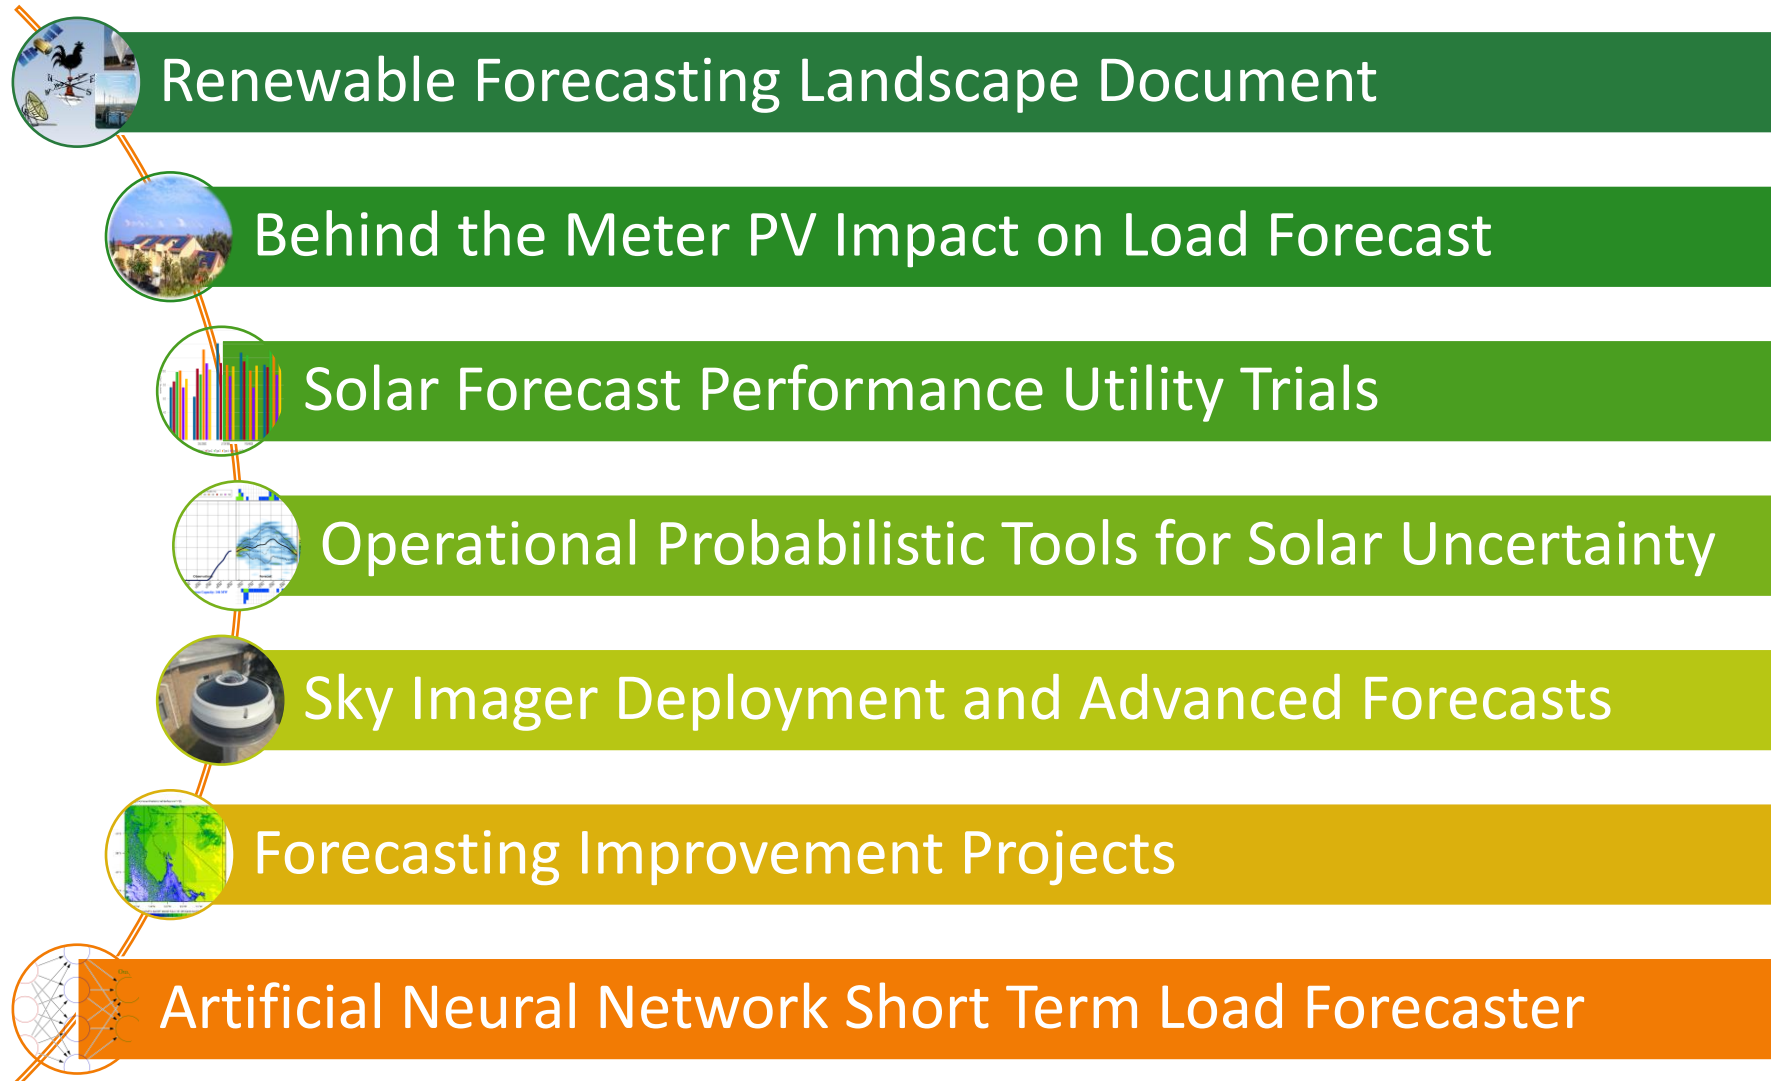 Renewable Forecasting Landscape Document
Behind the Meter PV Impact on Load Forecast
Solar Forecast Performance Utility Trials
Operational Probabilistic Tools for Solar Uncertainty
Sky Imager Deployment and Advanced Forecasts
Forecasting Improvement Projects
Artificial Neural Network Short Term Load Forecaster